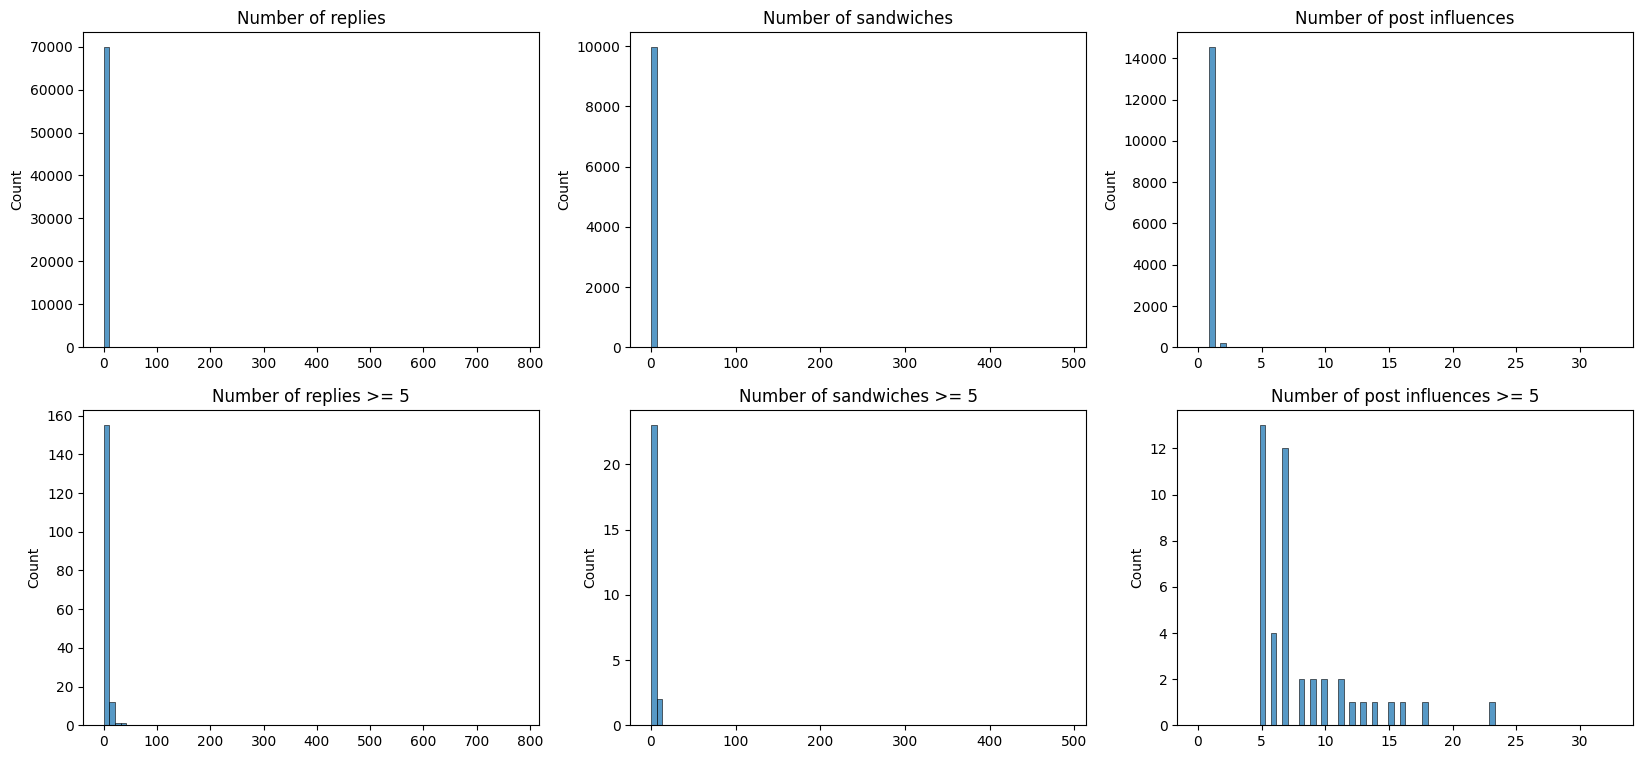 Number of replies
Count
70000
60000
50000
40000
30000
20000
10000
0
0 100 200 300 400 500 600 700 800
Number of sandwiches
Count
10000
8000
6000
4000
2000
0
0 100 200 300 400 500
Number of post influences
Count
14000
12000
10000
8000
6000
4000
2000
0
0 5 10 15 20 25 30
Number of replies >= 5
Count
160
140
120
100
80
60
40
20
0
0 100 200 300 400 500 600 700 800
Number of sandwiches >= 5
Count
20
15
10
5
0
0 100 200 300 400 500
Number of post influences >= 5
Count
12
10
8
6
4
2
0
0 5 10 15 20 25 30